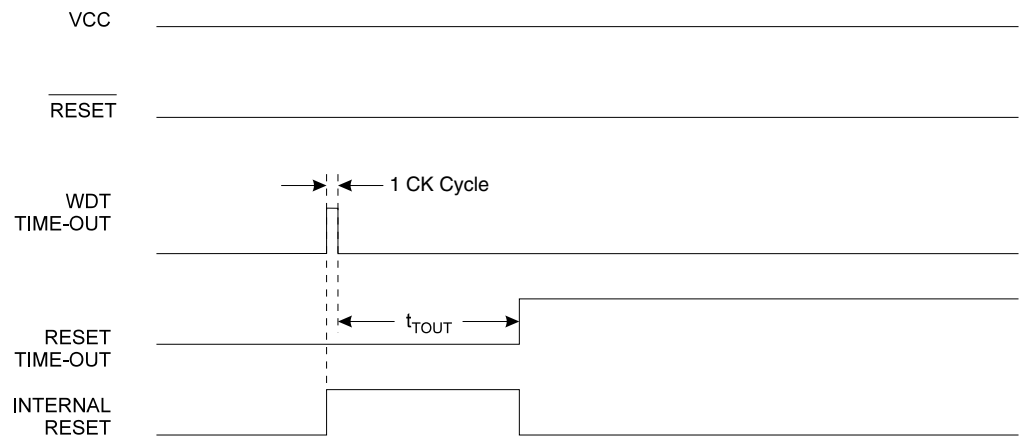 VCC
RESET
1 CK Cycle
WDT
TIME-OUT
tTOUT
RESET
TIME-OUT
INTERNAL
RESET